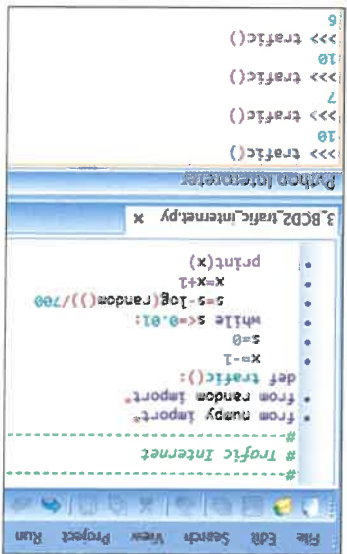 File Edit Search View Project Run
#------------------------------
# Trafic Internet
#------------------------------
from numpy import*
from random import*
def trafic():
x=-1
s=0
while s<=0.01:
s=s-log(random())/700
x=x+1
print(x)
3_BCD2_trafic_internet.py ×
Python Interpreter
>>> trafic()
10
>>> trafic()
7
>>> trafic()
10
>>> trafic()
6